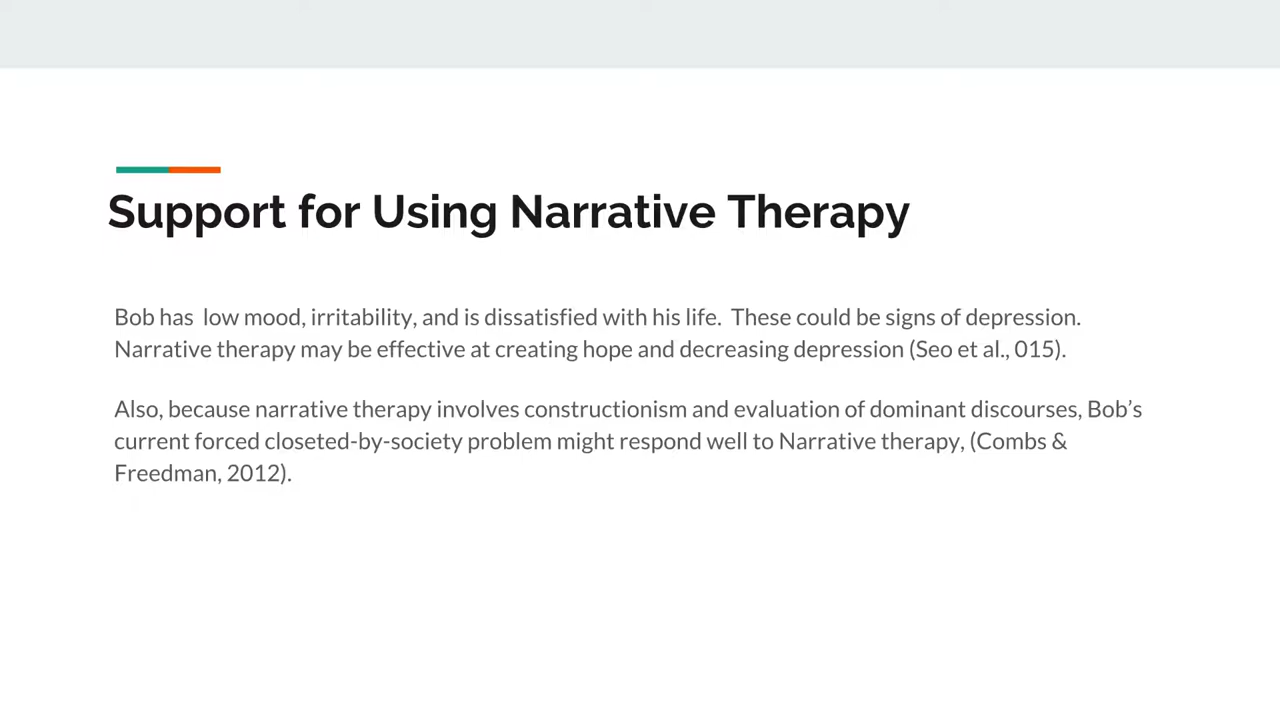 Support for Using Narrative Therapy
Bob has  low mood, irritability, and is dissatisfied with his life.  These could be signs of depression.
Narrative therapy may be effective at creating hope and decreasing depression (Seo et al., 015).
Also, because narrative therapy involves constructionism and evaluation of dominant discourses, Bob’s
current forced closeted-by-society problem might respond well to Narrative therapy, (Combs &
Freedman, 2012).